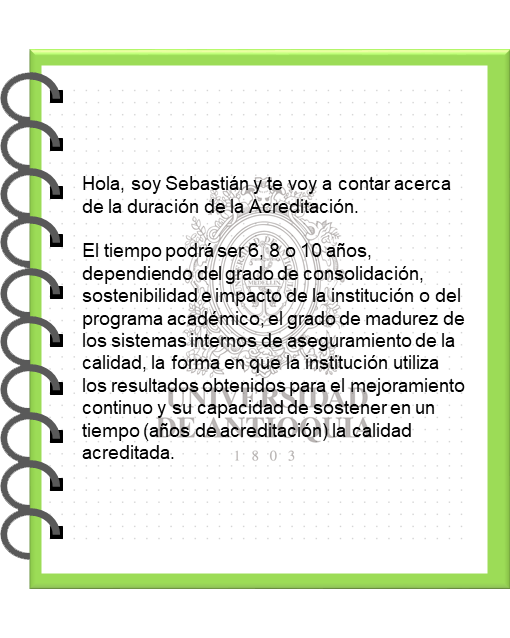 Hola, soy Sebastián y te voy a contar acerca
de la duración de la Acreditación.
El tiempo podrá ser 6, 8 o 10 años,
dependiendo del grado de consolidación,
sostenibilidad e impacto de la institución o del
programa académico, el grado de madurez de
los sistemas internos de aseguramiento de la
calidad, la forma en que la institución utiliza
los resultados obtenidos para el mejoramiento
continuo y su capacidad de sostener en un
tiempo (años de acreditación) la calidad
acreditada.
UNIVERSIDAD
DE ANTIOQUIA
1803